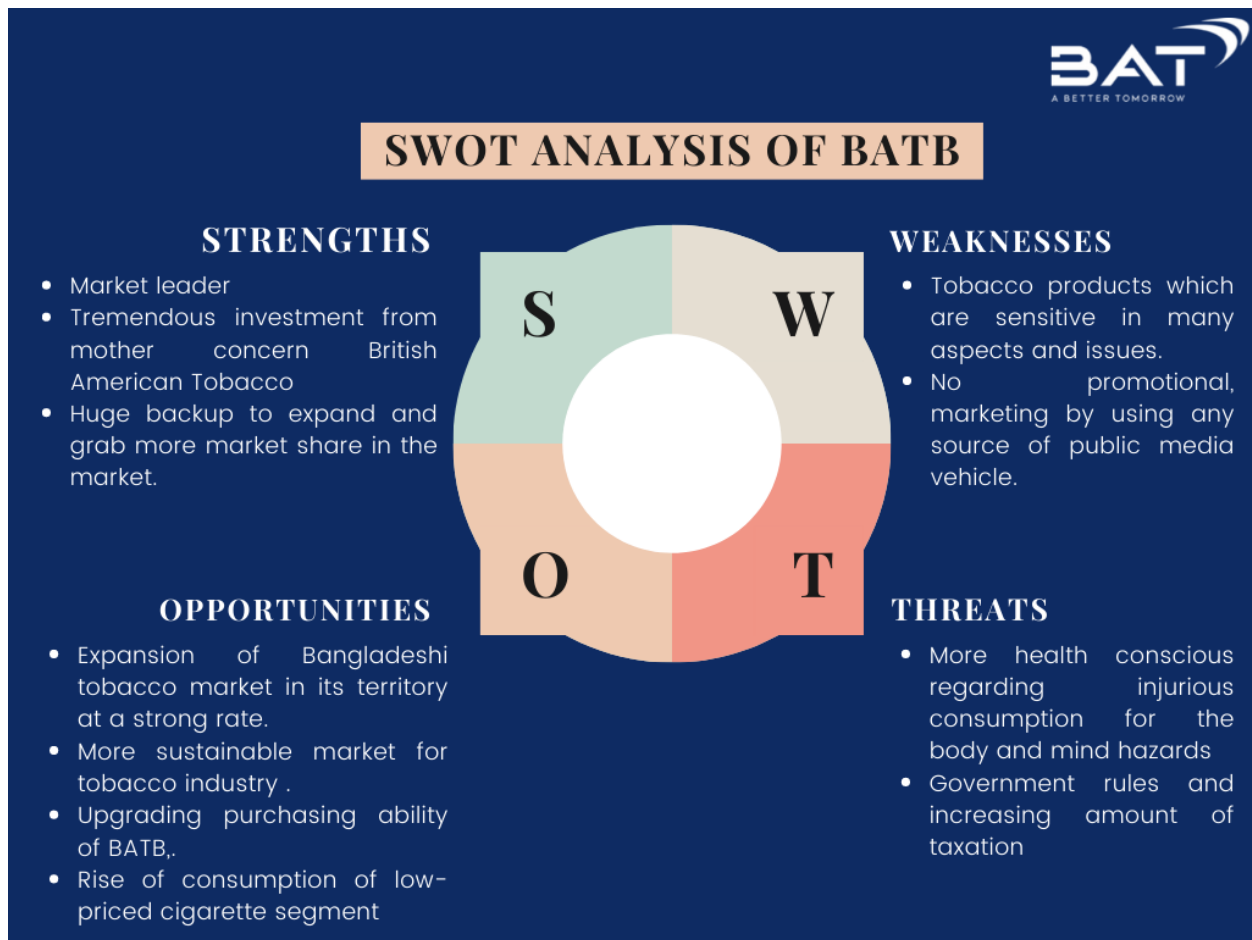 BAT
A BETTER TOMORROW
SWOT ANALYSIS OF BATB
STRENGTHS
Market leader
Tremendous investment from
mother concern British
American Tobacco
Huge backup to expand and
grab more market share in the
market.
S
W
O
T
WEAKNESSES
Tobacco products which
are sensitive in many
aspects and issues.
No promotional,
marketing by using any
source of public media
vehicle.
OPPORTUNITIES
Expansion of Bangladeshi
tobacco market in its territory
at a strong rate.
More sustainable market for
tobacco industry .
Upgrading purchasing ability
of BATB,.
Rise of consumption of low-
priced cigarette segment
THREATS
More health conscious
regarding injurious
consumption for the
body and mind hazards
Government rules and
increasing amount of
taxation